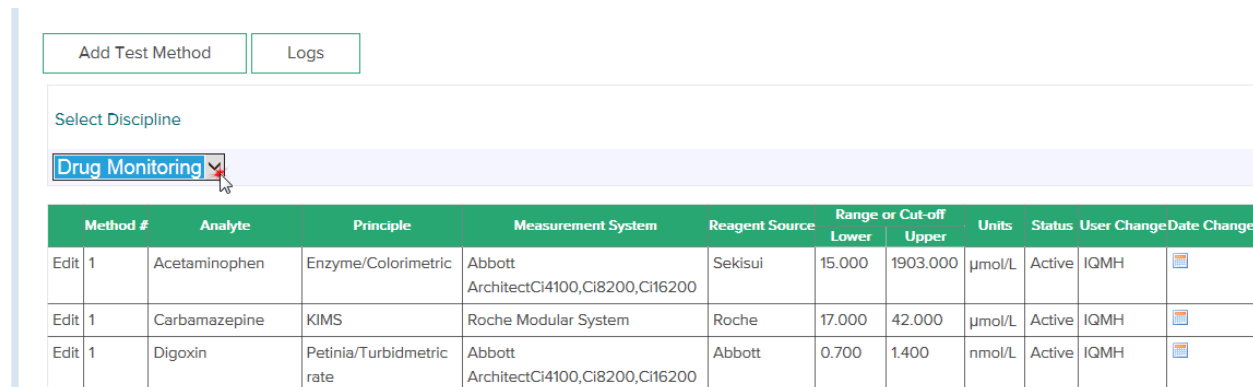 Add Test Method Logs
Select Discipline
Drug Monitoring
Method # Analyte Principle Measurement System Reagent Source Range or Cut-off Units Status User Change Date Change
Lower Upper
Edit 1 Acetaminophen Enzyme/Colorimetric Abbott Sekisui 15.000 1903.000 µmol/L Active IQMH
ArchitectCi4100,Ci8200,Ci16200
Edit 1 Carbamazepine KIMS Roche Modular System Roche 17.000 42.000 µmol/L Active IQMH
Edit 1 Digoxin Petinia/Turbidmetric Abbott Abbott 0.700 1.400 nmol/L Active IQMH
rate ArchitectCi4100,Ci8200,Ci16200